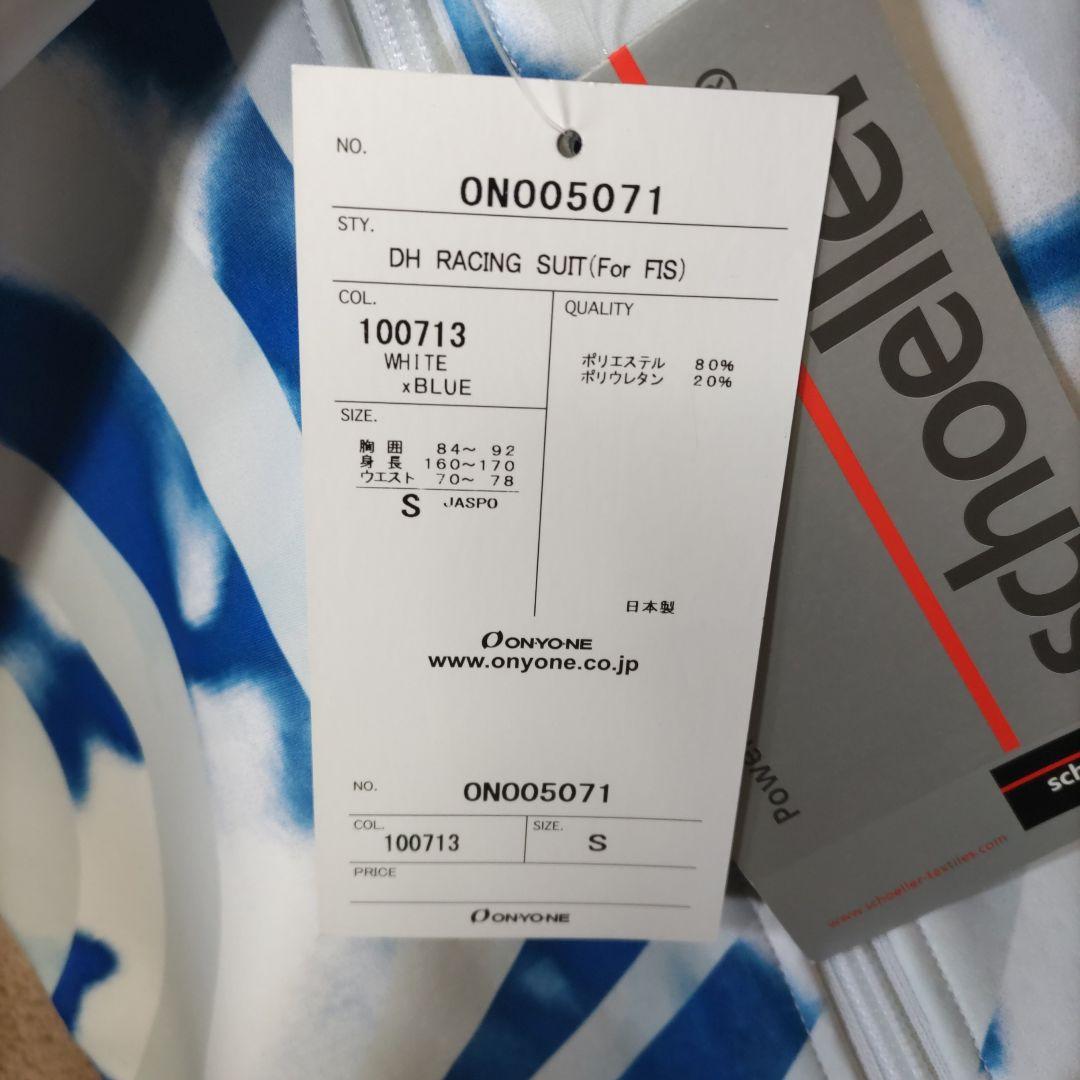 NO.
ONO05071
STY.
DH RACING SUIT(For FIS)
COL.
100713
WHITE
xBLUE
QUALITY
ポリエステル 80%
ポリウレタン 20%
SIZE.
胸囲 84～ 92
身長 160～170
ウエスト 70～ 78
S JASPO
日本製
ONYONE
www.onyone.co.jp
NO.
ONO05071
COL.
100713
SIZE.
S
PRICE
ONYONE
schoeller
®
www.schoeller-textiles.com